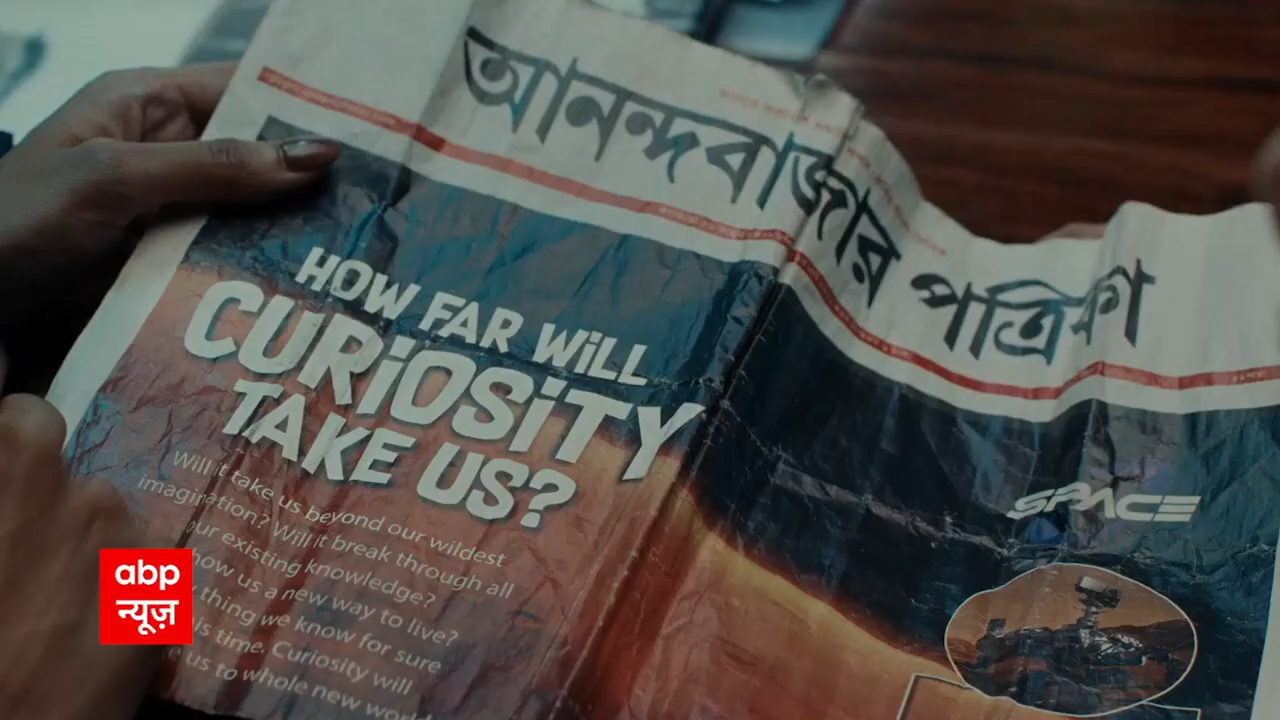 আনন্দবাজার পত্রিকা
HOW FAR WiLL
CURiOSiTY
TAKE US?
Will it take us beyond our wildest
imagination? Will it break through all
our existing knowledge?
how us a new way to live?
thing we know for sure
is time. Curiosity will
us to whole new
SPACE
abp
न्यूज़